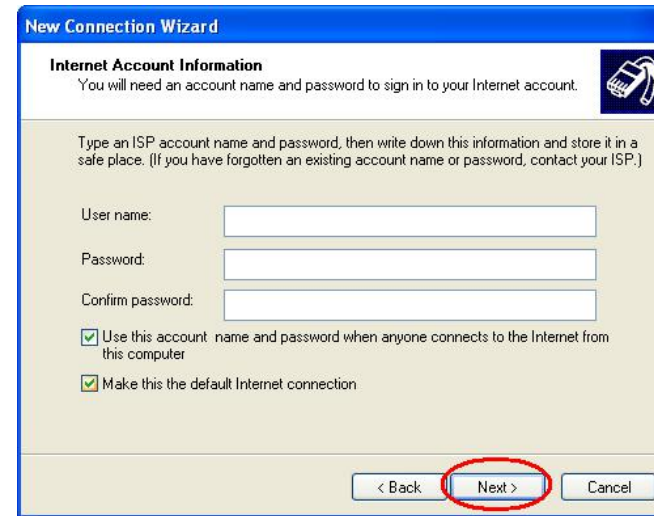 New Connection Wizard
Internet Account Information
You will need an account name and password to sign in to your Internet account.
Type an ISP account name and password, then write down this information and store it in a
safe place. (If you have forgotten an existing account name or password, contact your ISP.)
User name:
Password:
Confirm password:
Use this account name and password when anyone connects to the Internet from
this computer
Make this the default Internet connection
< Back Next > Cancel